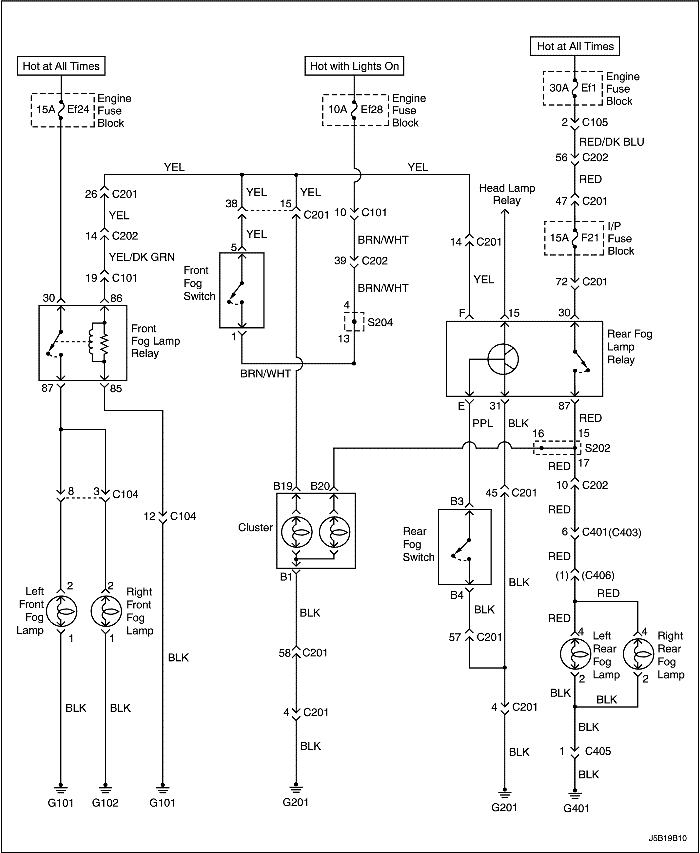 Hot at All Times
Hot with Lights On
Hot at All Times
15A Ef24
Engine
Fuse
Block
10A Ef28
Engine
Fuse
Block
30A Ef1
Engine
Fuse
Block
2 C105
RED/DK BLU
56 C202
RED
47 C201
15A F21
I/P
Fuse
Block
72 C201
YEL
YEL
26 C201
YEL
14 C202
YEL/DK GRN
19 C101
38
YEL
15
YEL
C201
YEL
10 C101
BRN/WHT
39 C202
BRN/WHT
4
S204
13
BRN/WHT
Head Lamp
Relay
14 C201
YEL
5
Front
Fog
Switch
1
30
86
Front
Fog Lamp
Relay
87
85
F
15
30
Rear Fog
Lamp
Relay
E
31
87
PPL
BLK
RED
16
15
S202
17
RED
10 C202
RED
6 C401(C403)
RED
(1) (C406)
RED
RED
8
3 C104
12 C104
B19
B20
Cluster
B1
BLK
58 C201
4 C201
BLK
G201
45 C201
B3
Rear
Fog
Switch
B4
BLK
BLK
57 C201
4 C201
BLK
G201
Left
Front
Fog
Lamp
2
1
Right
Front
Fog
Lamp
2
1
BLK
BLK
BLK
G101
G102
G101
4
Left
Rear
Fog
Lamp
2
4
Right
Rear
Fog
Lamp
2
BLK
BLK
BLK
1 C405
BLK
G401
J5B19B10